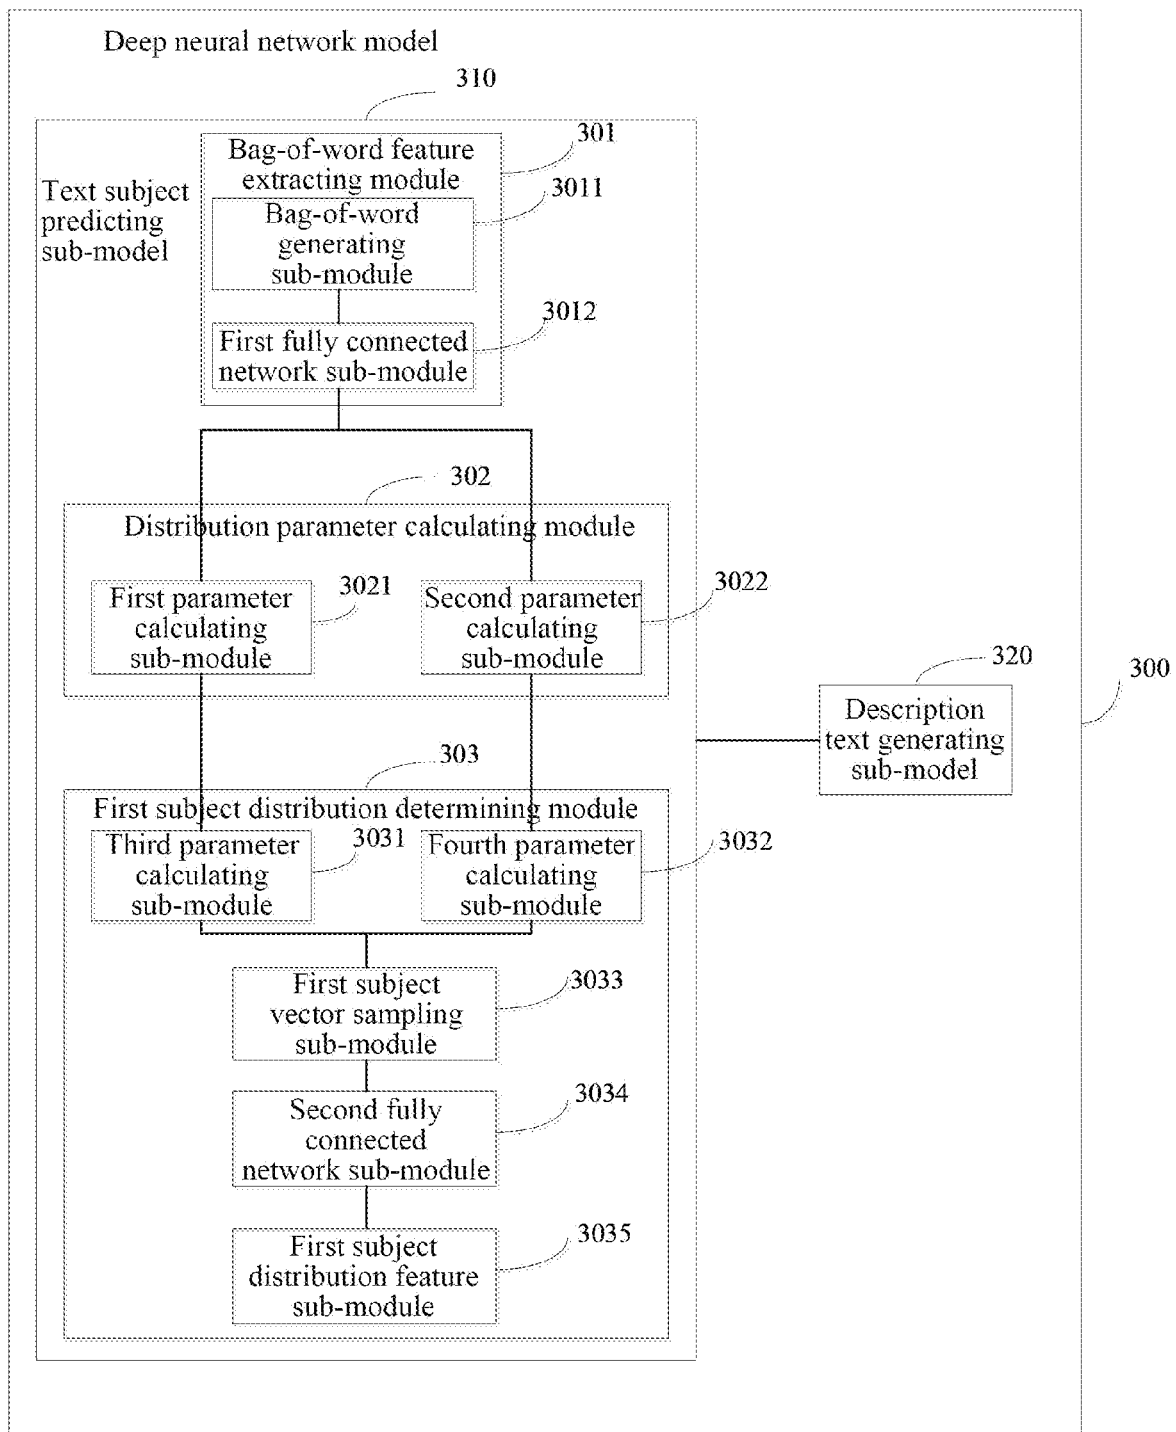 Deep neural network model
310
301
Bag-of-word feature
extracting module
3011
Text subject
predicting
sub-model
Bag-of-word
generating
sub-module
3012
First fully connected
network sub-module
302
Distribution parameter calculating module
3021
3022
First parameter
calculating
sub-module
Second parameter
calculating
sub-module
320
300
Description
text generating
sub-model
303
First subject distribution determining module
3031
3032
Third parameter
calculating
sub-module
Fourth parameter
calculating
sub-module
3033
First subject
vector sampling
sub-module
3034
Second fully
connected
network sub-module
3035
First subject
distribution feature
sub-module